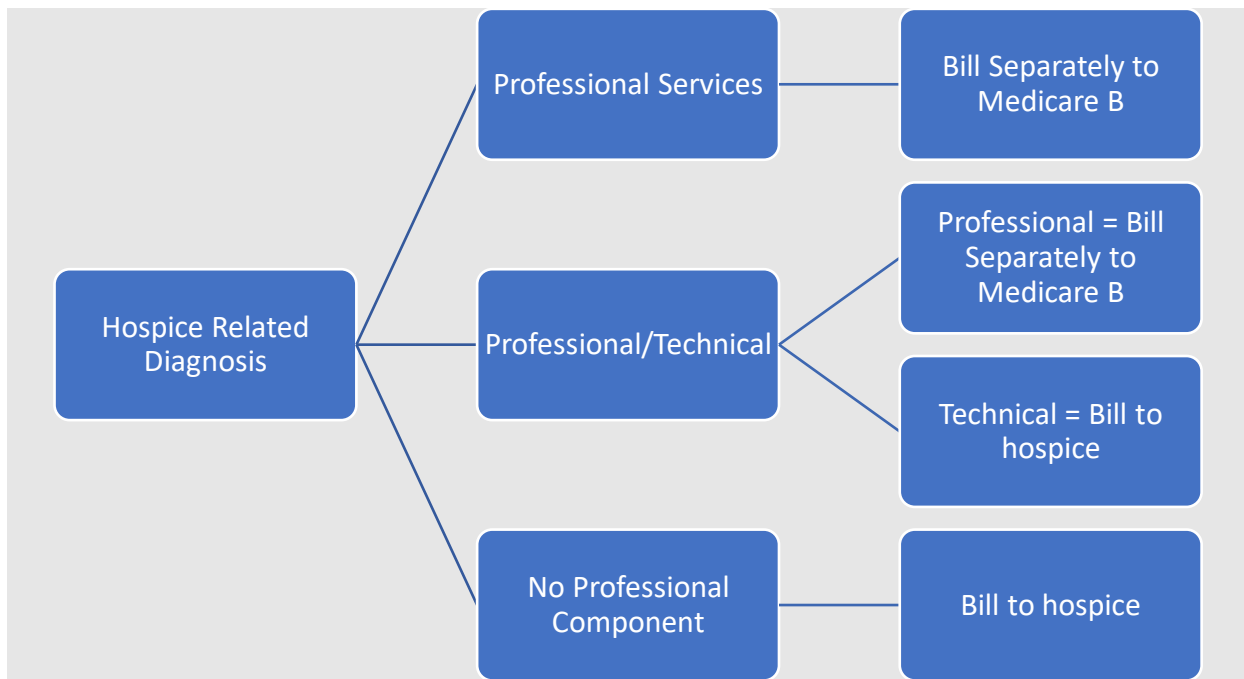 Professional Services
Bill Separately to
Medicare B
Hospice Related
Diagnosis
Professional/Technical
Professional = Bill
Separately to
Medicare B
Technical = Bill to
hospice
No Professional
Component
Bill to hospice